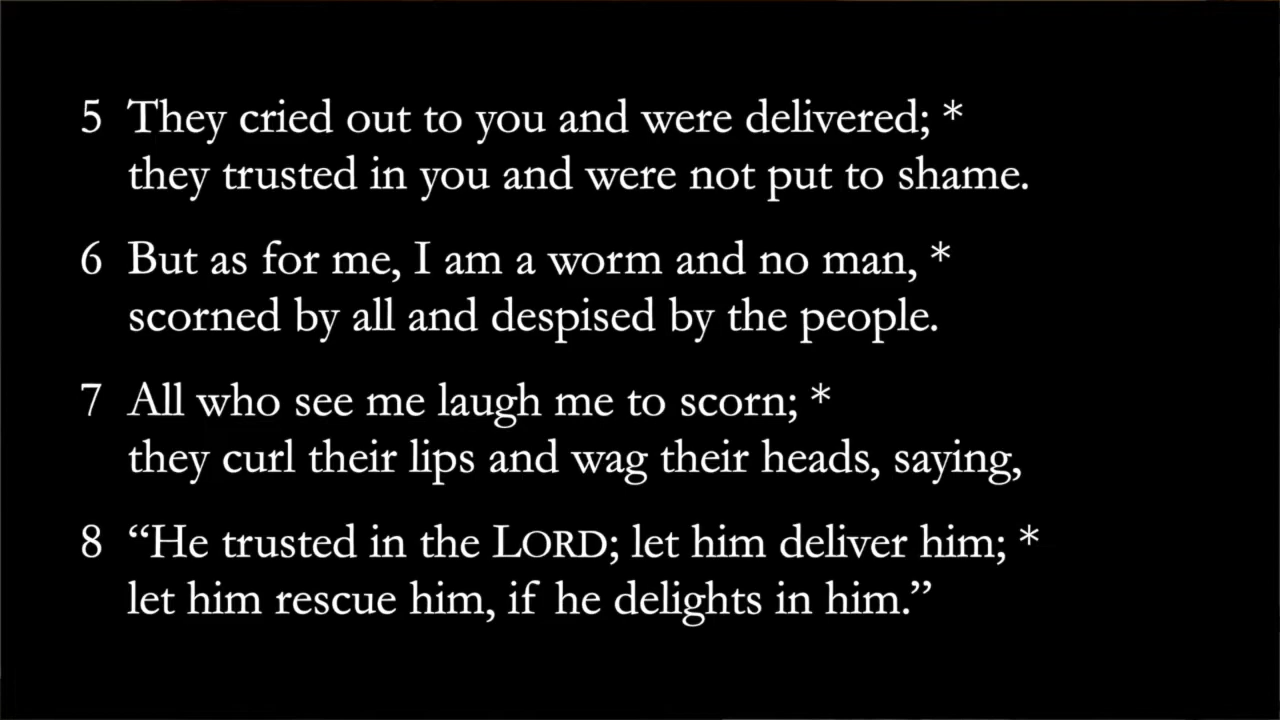 5 They cried out to you and were delivered; *
they trusted in you and were not put to shame.
6 But as for me, I am a worm and no man, *
scorned by all and despised by the people.
7 All who see me laugh me to scorn; *
they curl their lips and wag their heads, saying,
8 “He trusted in the LORD; let him deliver him; *
let him rescue him, if he delights in him.”